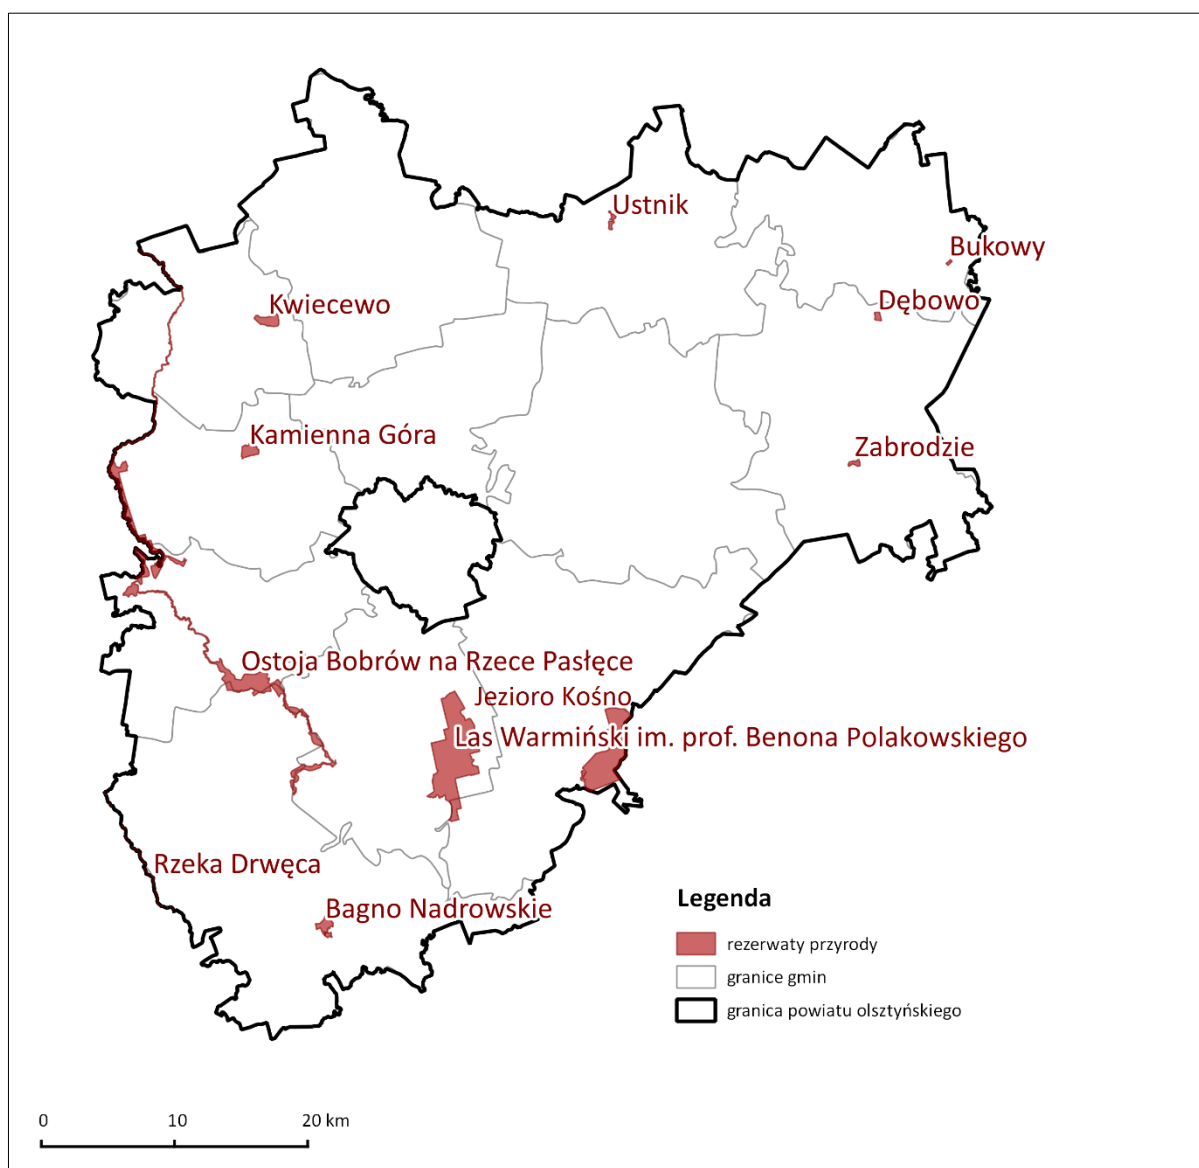 Ustnik
Bukowy
Dębowo
Kwiecewo
Kamienna Góra
Zabrodzie
Ostoja Bobrów na Rzece Pasłęce
Jezioro Kośno
Las Warmiński im. prof. Benona Polakowskiego
Rzeka Drwęca
Bagno Nadrowskie
Legenda
rezerwaty przyrody
granice gmin
granica powiatu olsztyńskiego
0 10 20 km